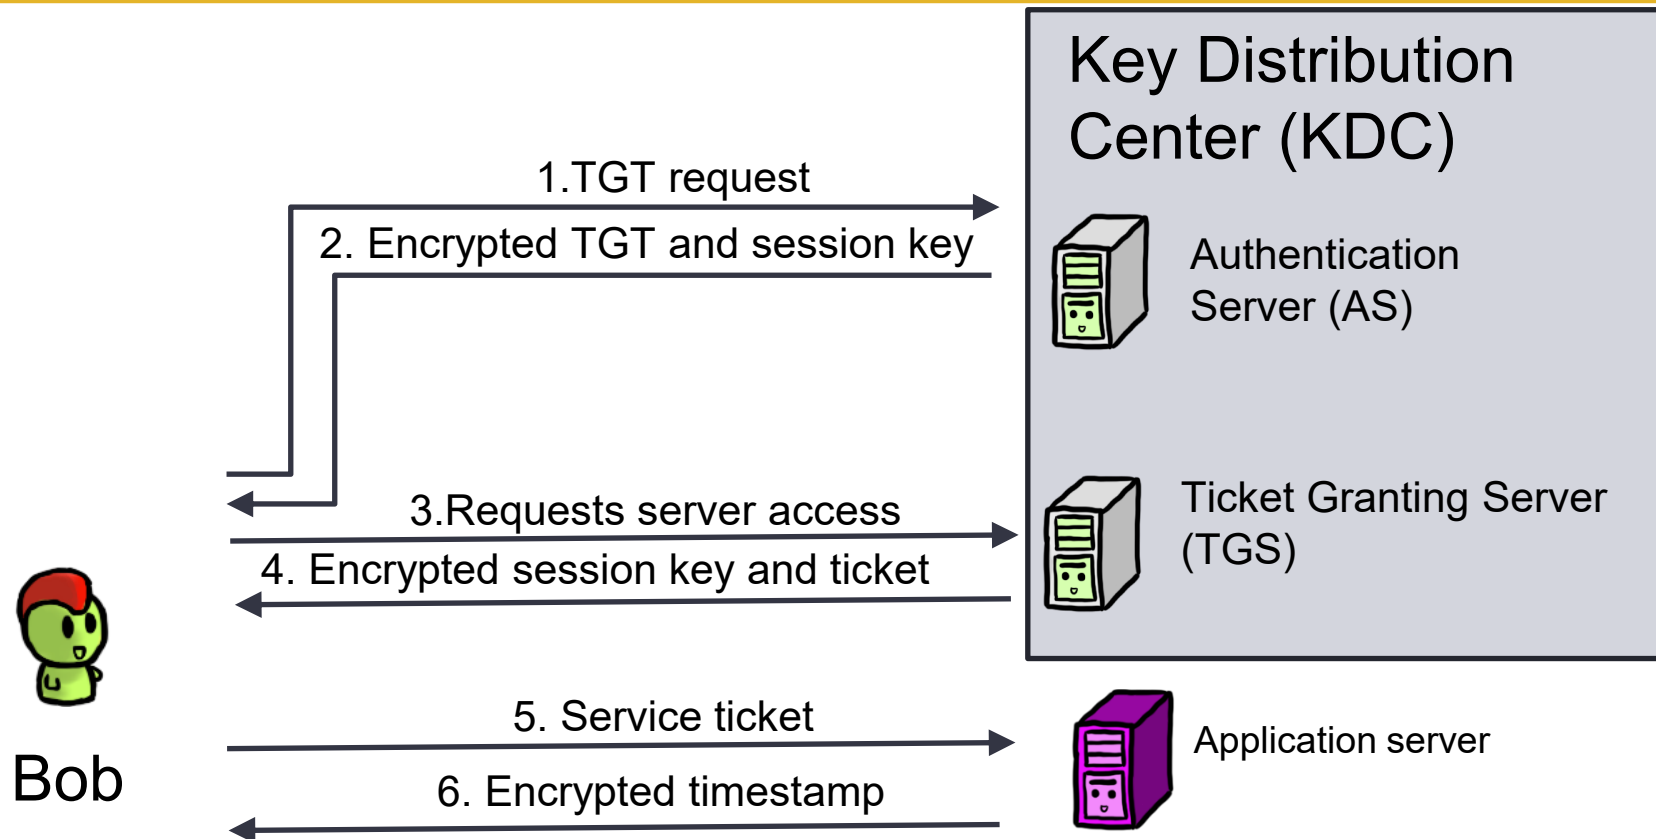 Key Distribution
Center (KDC)
1.TGT request
2. Encrypted TGT and session key
Authentication
Server (AS)
3.Requests server access
4. Encrypted session key and ticket
Ticket Granting Server
(TGS)
5. Service ticket
Application server
6. Encrypted timestamp
Bob